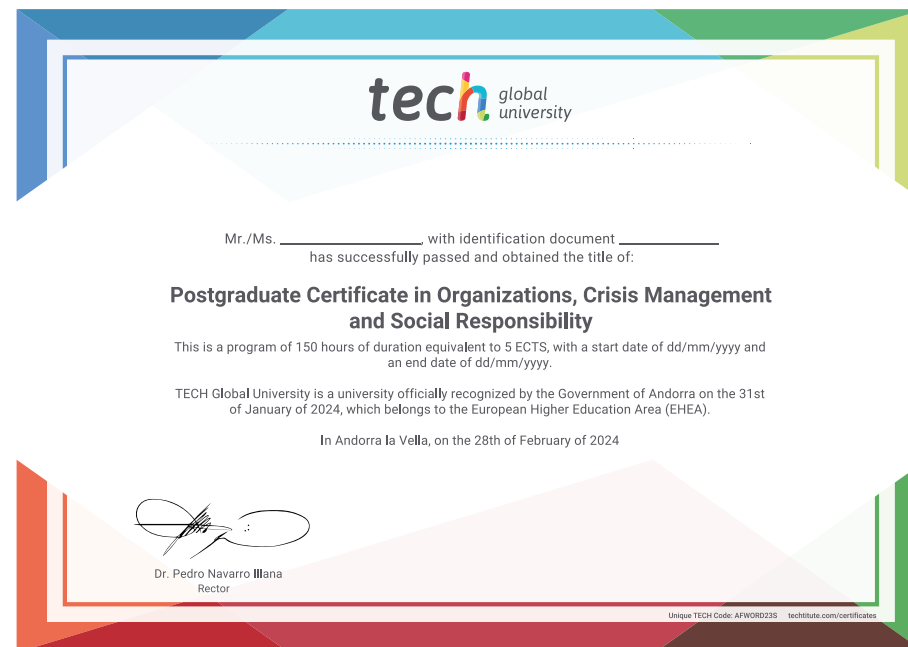 tech global university
Mr./Ms. ______________, with identification document ______________
has successfully passed and obtained the title of:
Postgraduate Certificate in Organizations, Crisis Management
and Social Responsibility
This is a program of 150 hours of duration equivalent to 5 ECTS, with a start date of dd/mm/yyyy and
an end date of dd/mm/yyyy.
TECH Global University is a university officially recognized by the Government of Andorra on the 31st
of January of 2024, which belongs to the European Higher Education Area (EHEA).
In Andorra la Vella, on the 28th of February of 2024
Dr. Pedro Navarro Illana
Rector
Unique TECH Code: AFWORD23S techtitute.com/certificates